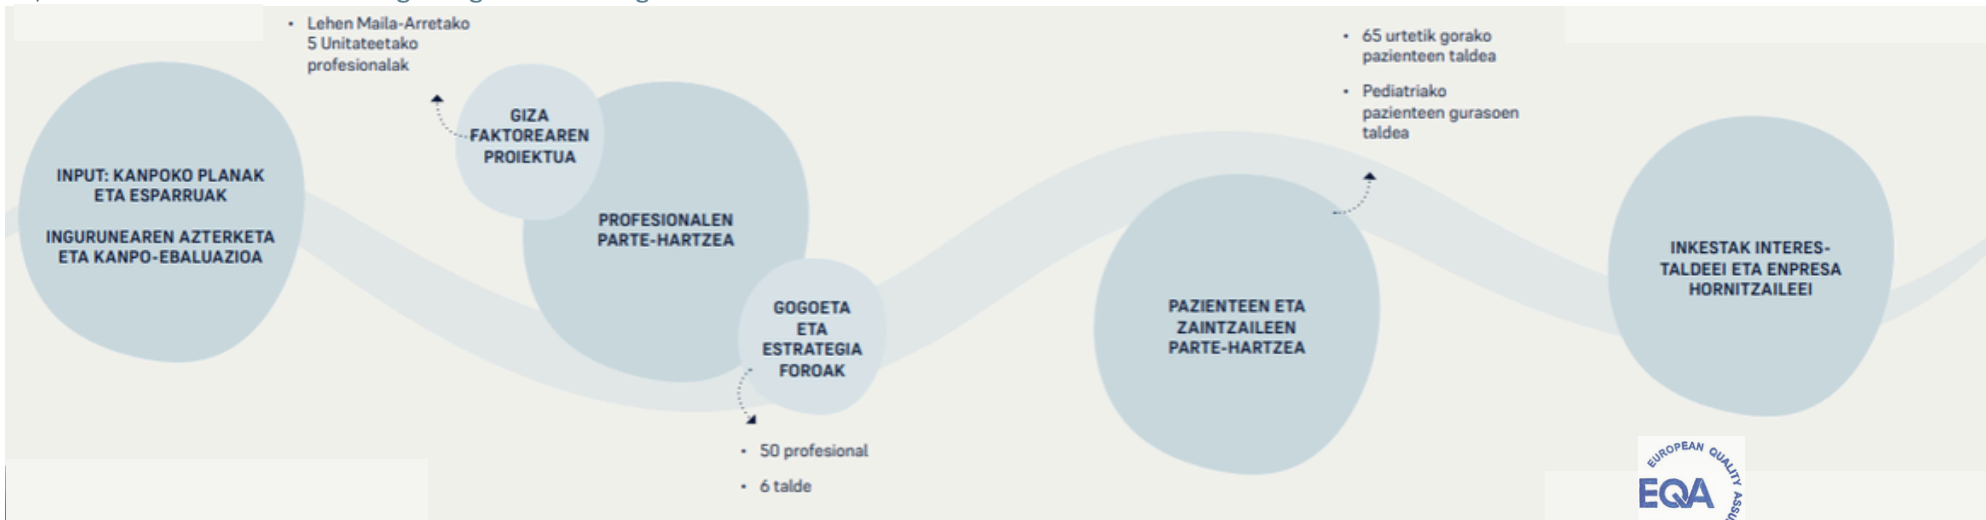 • Lehen Maila-Arretako
5 Unitateetako
profesionalak
INPUT: KANPOKO PLANAK
ETA ESPARRUAK
INGURUNEAREN AZTERKETA
ETA KANPO-EBALUAZIOA
GIZA
FAKTOREAREN
PROIEKTUA
PROFESIONALEN
PARTE-HARTZEA
GOGOETA
ETA
ESTRATEGIA
FOROAK
• 50 profesional
• 6 talde
• 65 urtetik gorako
pazienteen taldea
• Pediatriako
pazienteen gurasoen
taldea
PAZIENTEEN ETA
ZAINTZAILEEN
PARTE-HARTZEA
INKESTAK INTERES-
TALDEEI ETA ENPRESA
HORNITZAILEEI
EUROPEAN QUALITY
EQA